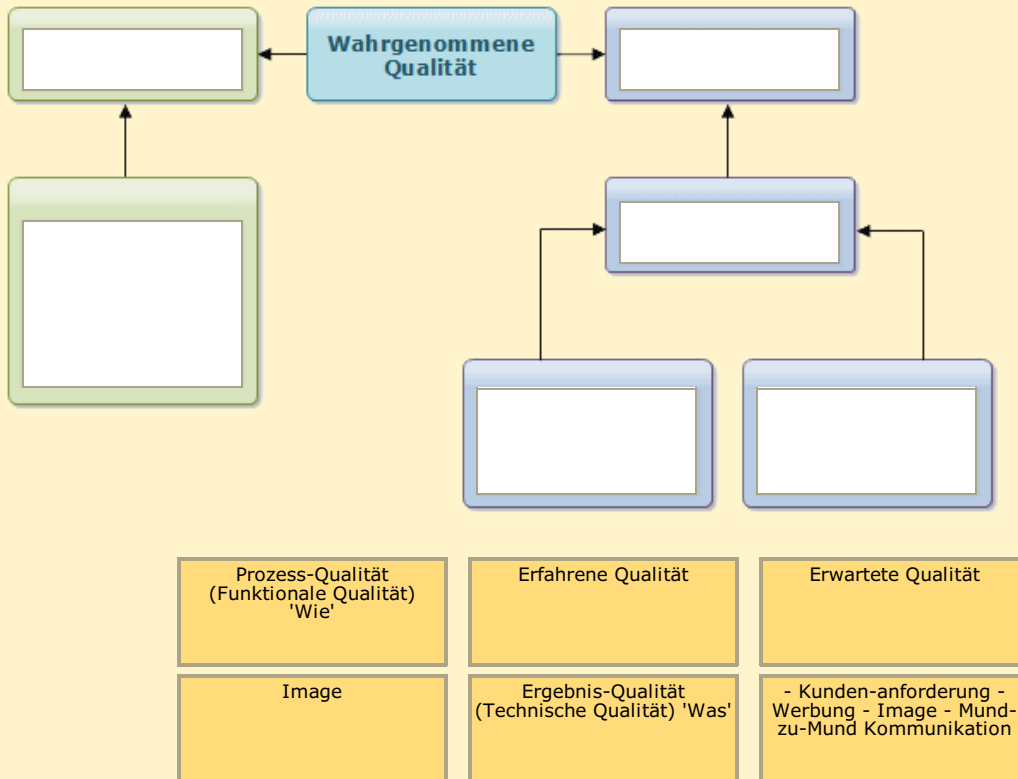 Wahrgenommene
Qualität
Prozess-Qualität
(Funktionale Qualität)
'Wie'
Erfahrene Qualität
Erwartete Qualität
Image
Ergebnis-Qualität
(Technische Qualität) 'Was'
- Kunden-anforderung -
Werbung - Image - Mund-
zu-Mund Kommunikation